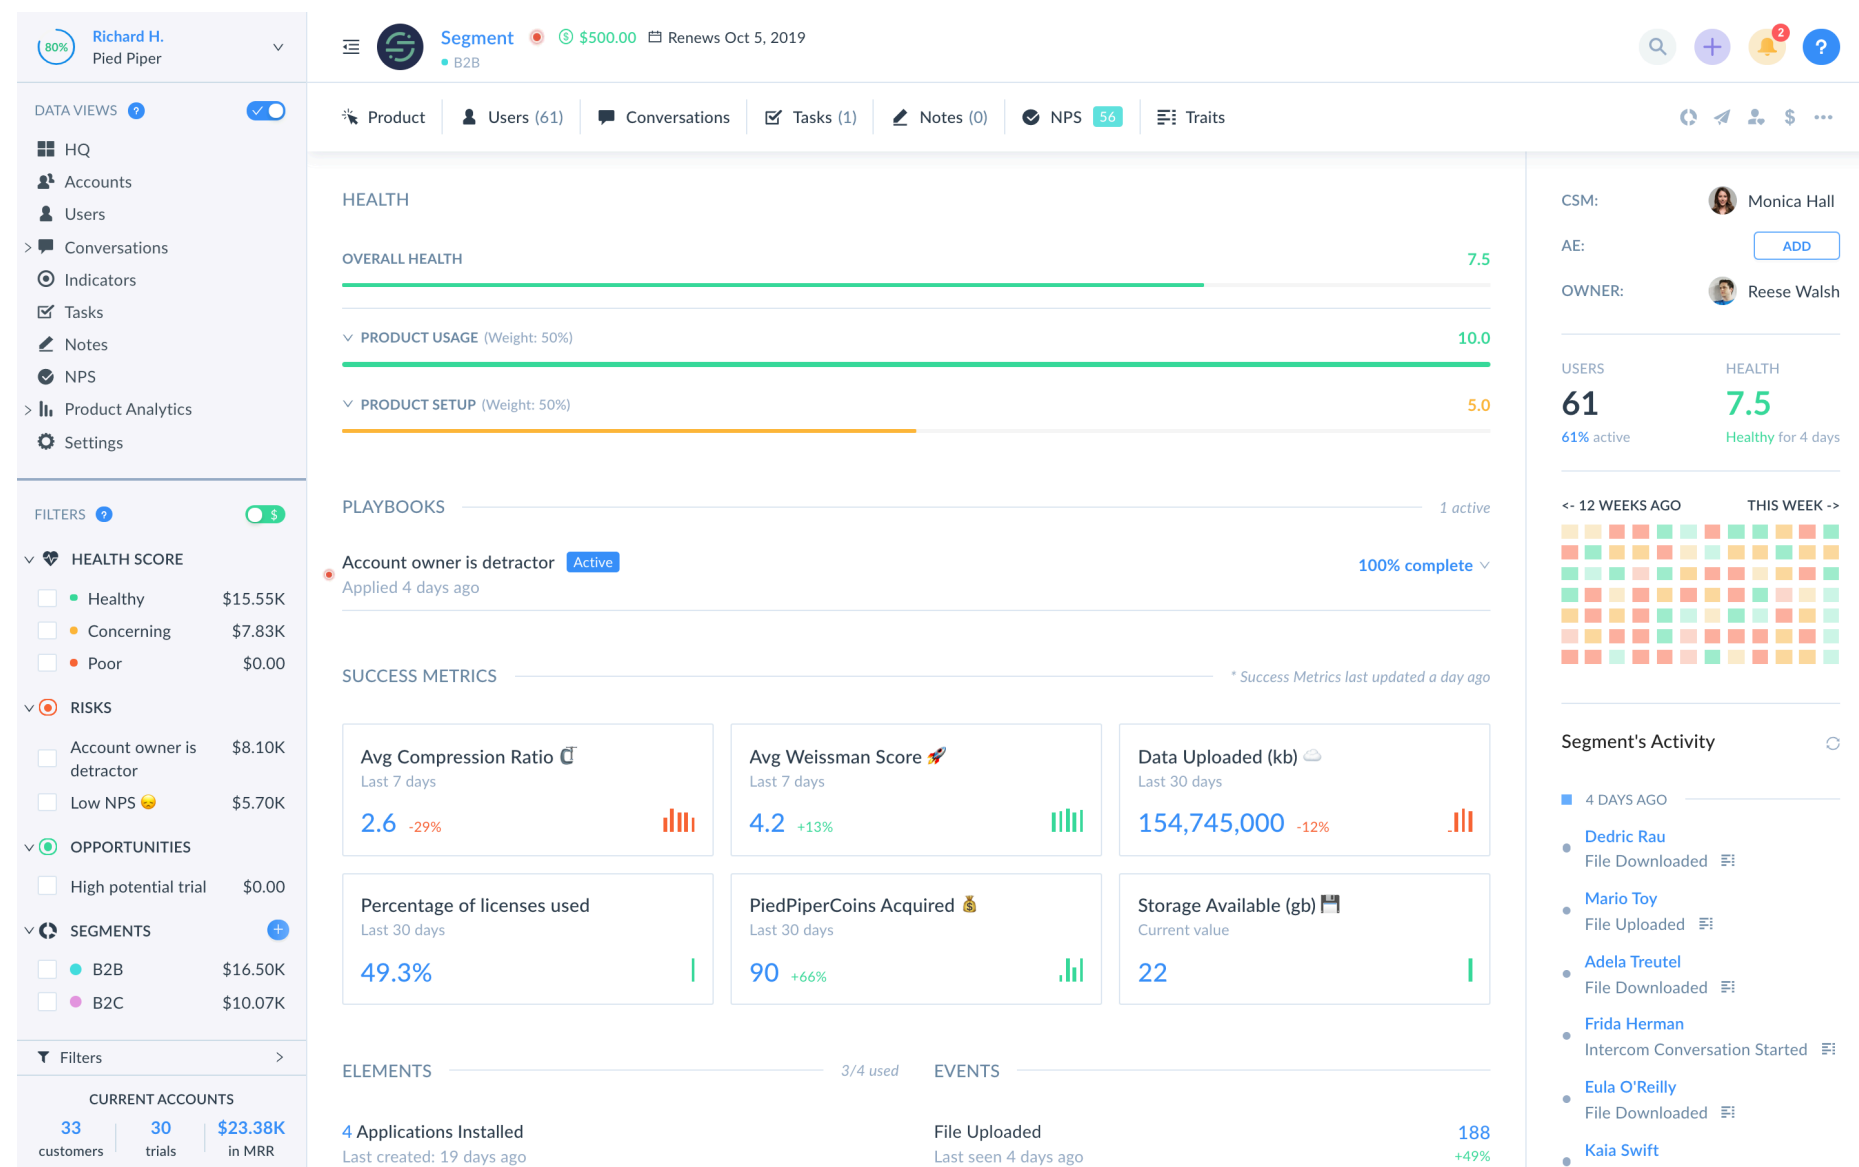 80%
Richard H.
Pied Piper
DATA VIEWS ?
HQ
Accounts
Users
Conversations
Indicators
Tasks
Notes
NPS
Product Analytics
Settings
FILTERS ?
$
HEALTH SCORE
Healthy $15.55K
Concerning $7.83K
Poor $0.00
RISKS
Account owner is $8.10K
detractor
Low NPS 😞 $5.70K
OPPORTUNITIES
High potential trial $0.00
SEGMENTS +
B2B $16.50K
B2C $10.07K
Filters
CURRENT ACCOUNTS
33 30 $23.38K
customers trials in MRR
Segment $500.00 Renews Oct 5, 2019
B2B
2
?
Product Users (61) Conversations Tasks (1) Notes (0) NPS 56 Traits
$ ...
HEALTH
OVERALL HEALTH 7.5
PRODUCT USAGE (Weight: 50%) 10.0
PRODUCT SETUP (Weight: 50%) 5.0
PLAYBOOKS 1 active
Account owner is detractor Active 100% complete
Applied 4 days ago
SUCCESS METRICS * Success Metrics last updated a day ago
Avg Compression Ratio 🗜
Last 7 days
2.6 -29%
Avg Weissman Score 🚀
Last 7 days
4.2 +13%
Data Uploaded (kb) ☁️
Last 30 days
154,745,000 -12%
Percentage of licenses used
Last 30 days
49.3%
PiedPiperCoins Acquired 💰
Last 30 days
90 +66%
Storage Available (gb) 💾
Current value
22
ELEMENTS 3/4 used
4 Applications Installed
Last created: 19 days ago
EVENTS
File Uploaded 188
Last seen 4 days ago +49%
CSM: Monica Hall
AE: ADD
OWNER: Reese Walsh
USERS HEALTH
61 7.5
61% active Healthy for 4 days
<- 12 WEEKS AGO THIS WEEK ->
Segment's Activity
4 DAYS AGO
Dedric Rau
File Downloaded
Mario Toy
File Uploaded
Adela Treutel
File Downloaded
Frida Herman
Intercom Conversation Started
Eula O'Reilly
File Downloaded
Kaia Swift